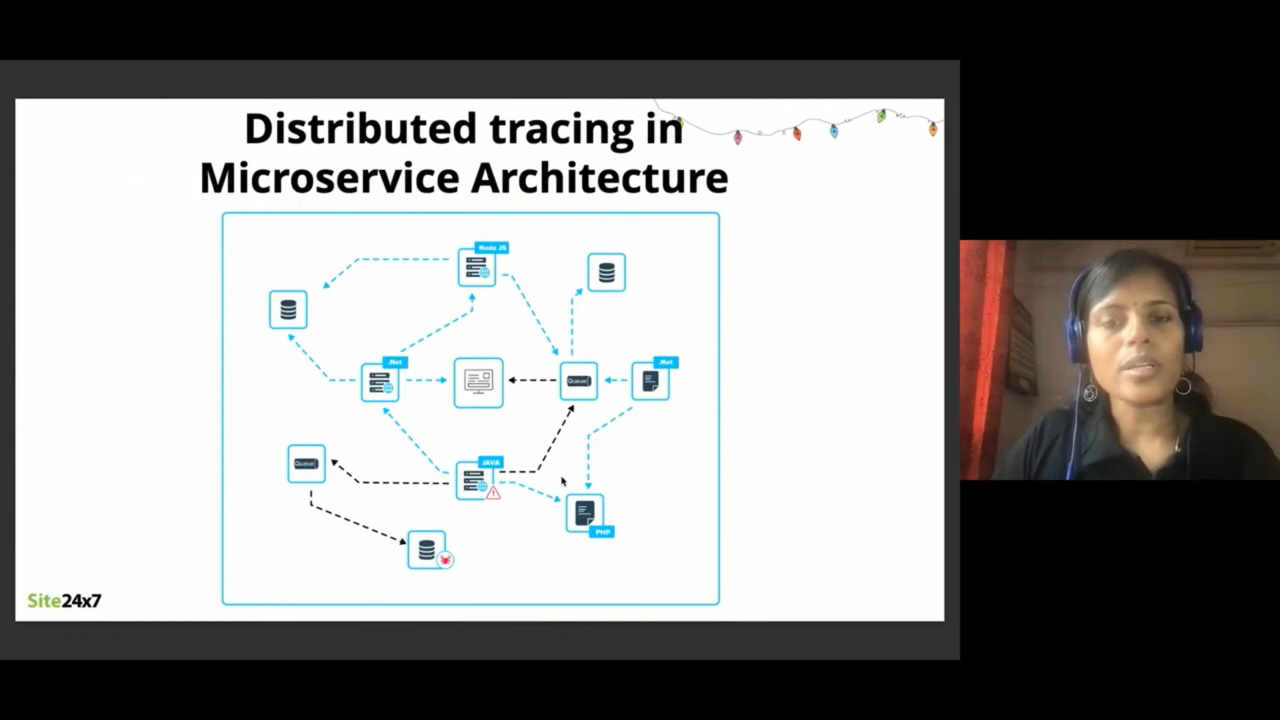 Distributed tracing in
Microservice Architecture
Node JS
.Net
Queue
.Net
Queue
JAVA
PHP
Site24x7